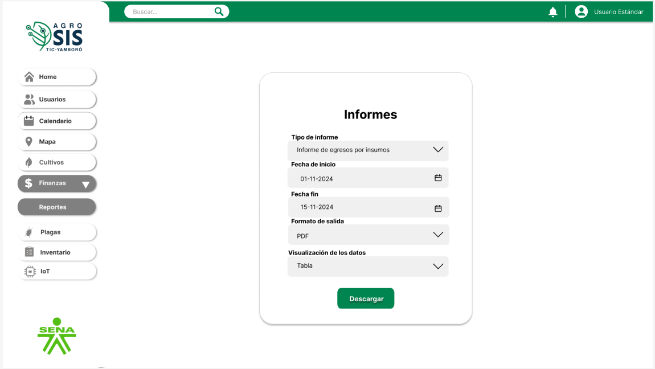 AGRO
SIS
TIC-YAMBORÓ
Buscar...
Usuario Estándar
Home
Usuarios
Calendario
Mapa
Cultivos
Finanzas
Reportes
Plagas
Inventario
IoT
SENA
Informes
Tipo de informe
Informe de egresos por insumos
Fecha de inicio
01-11-2024
Fecha fin
15-11-2024
Formato de salida
PDF
Visualización de los datos
Tabla
Descargar